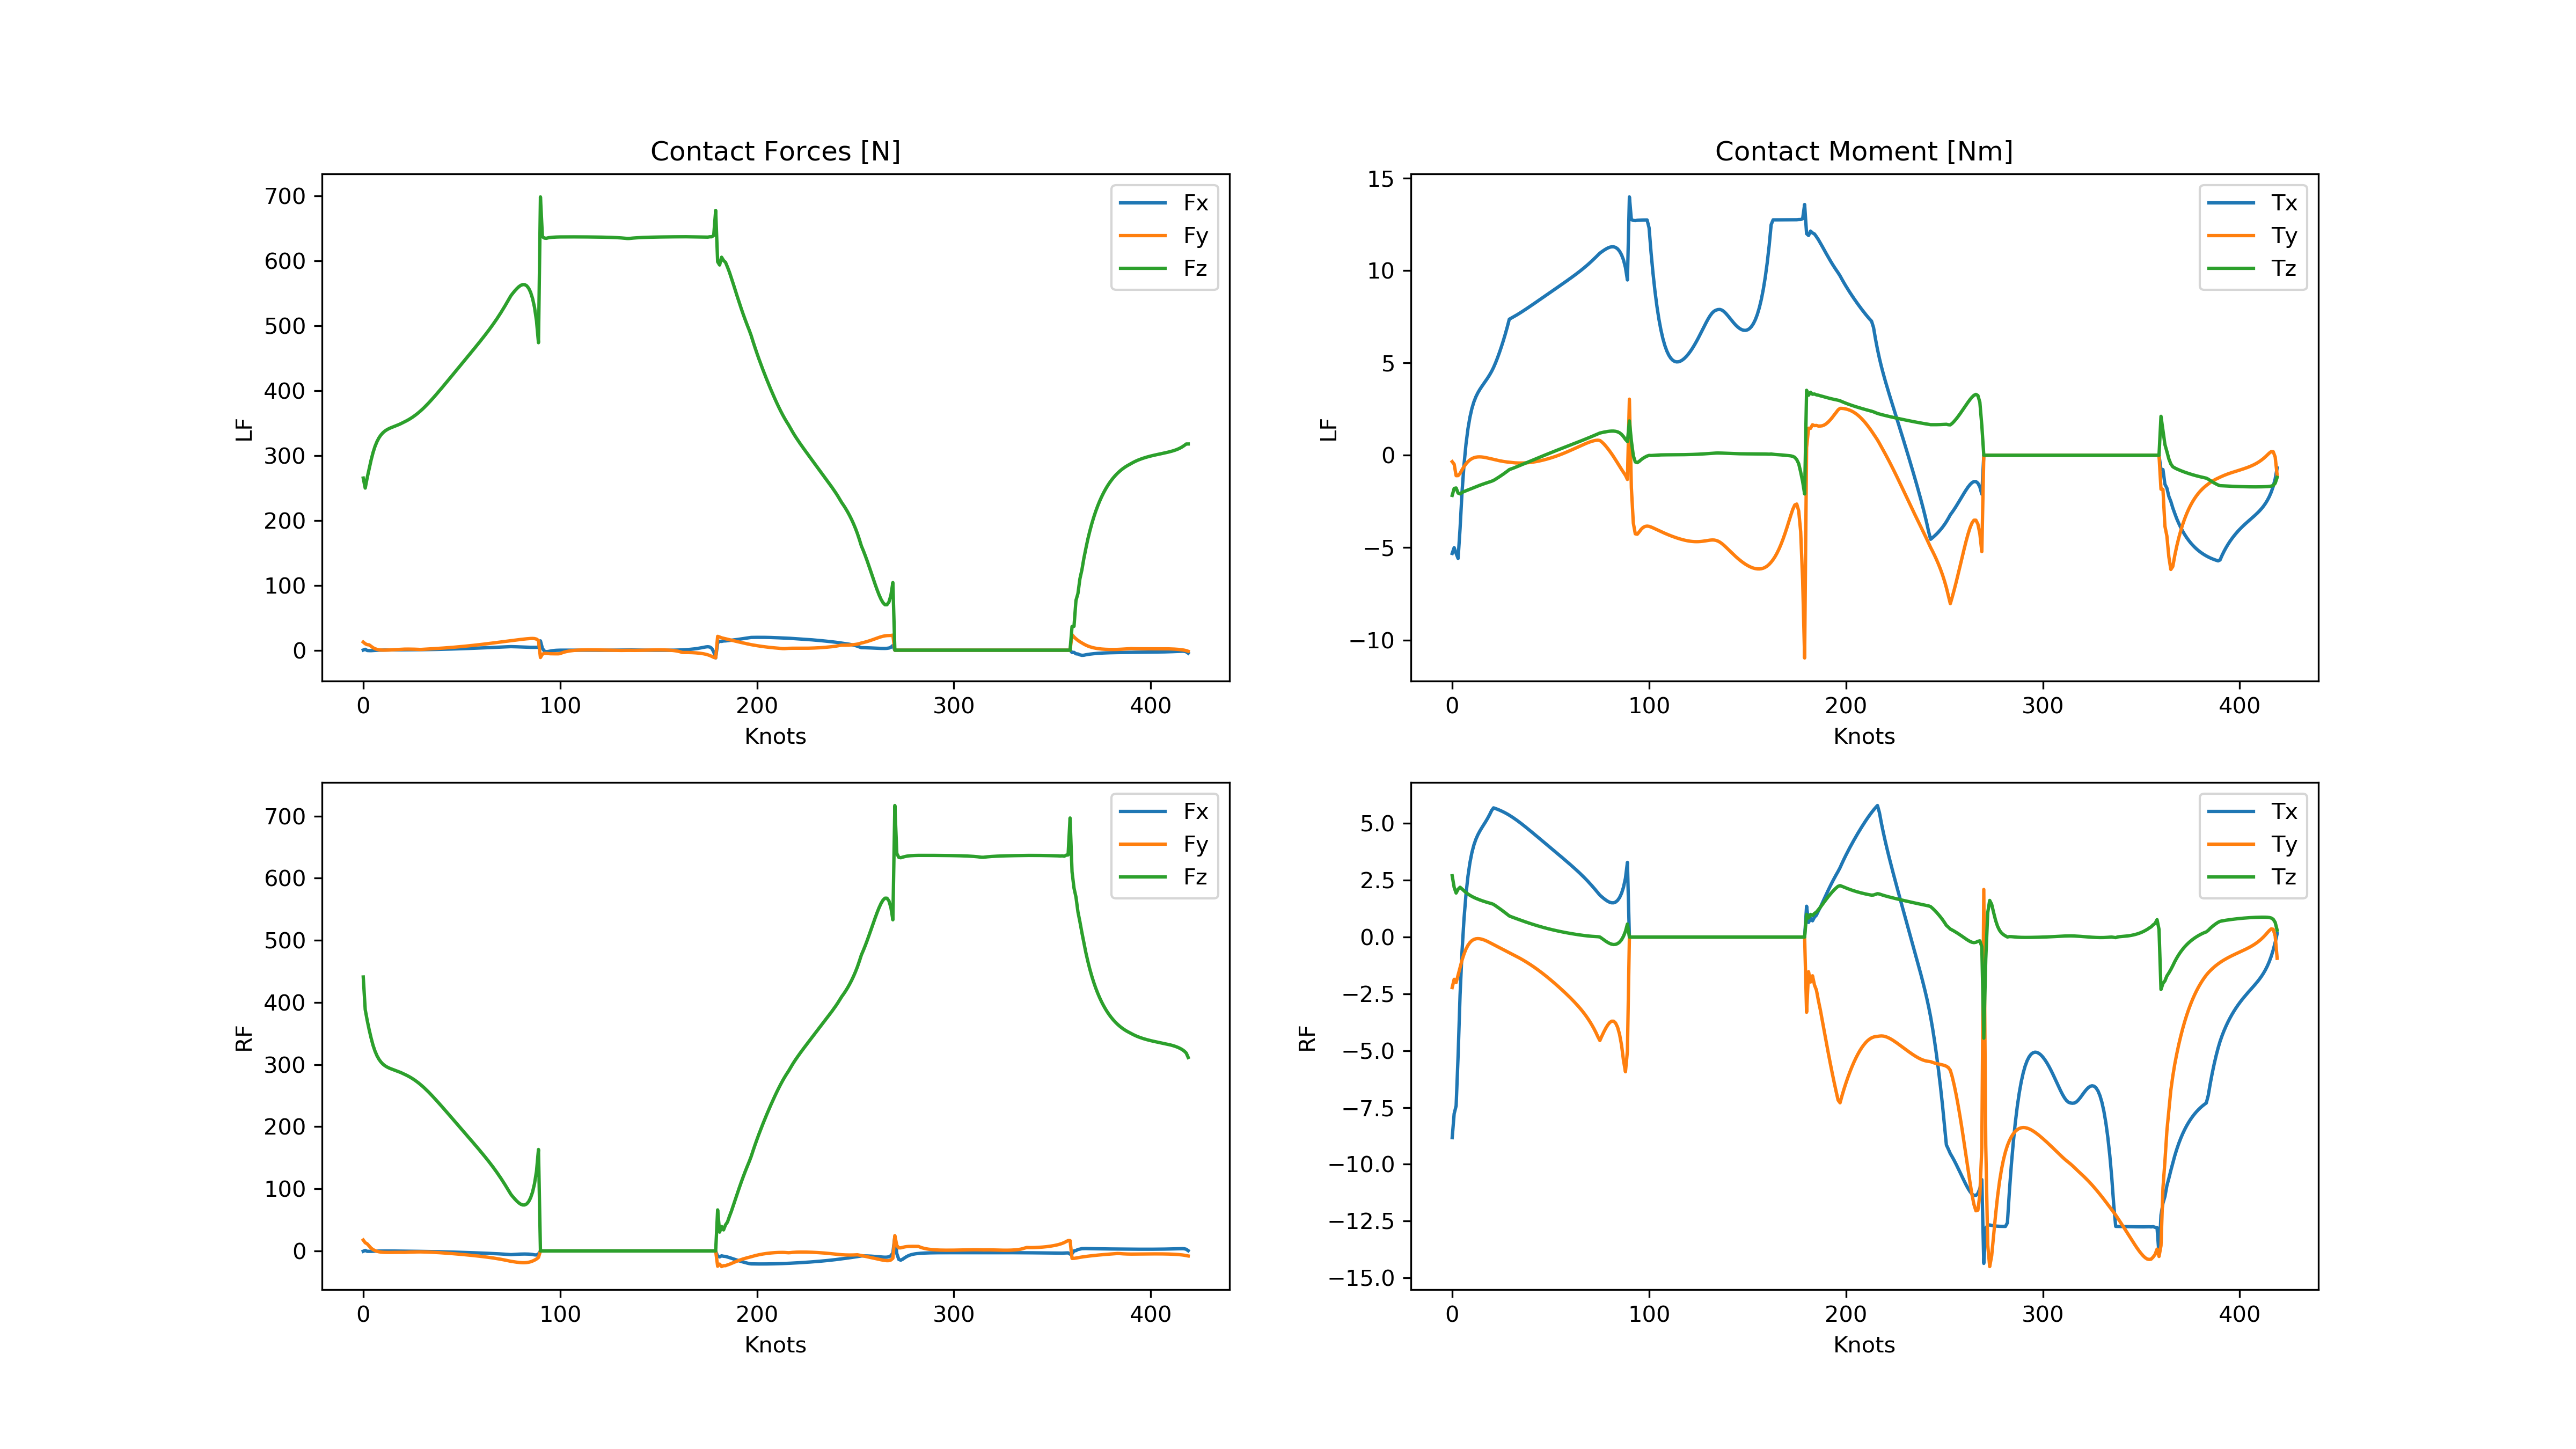 Contact Forces [N]
700
600
500
400
300
200
100
0
LF
0 100 200 300 400
Knots
Fx
Fy
Fz
Contact Moment [Nm]
15
10
5
0
−5
−10
LF
0 100 200 300 400
Knots
Tx
Ty
Tz
700
600
500
400
300
200
100
0
RF
0 100 200 300 400
Knots
Fx
Fy
Fz
5.0
2.5
0.0
−2.5
−5.0
−7.5
−10.0
−12.5
−15.0
RF
0 100 200 300 400
Knots
Tx
Ty
Tz